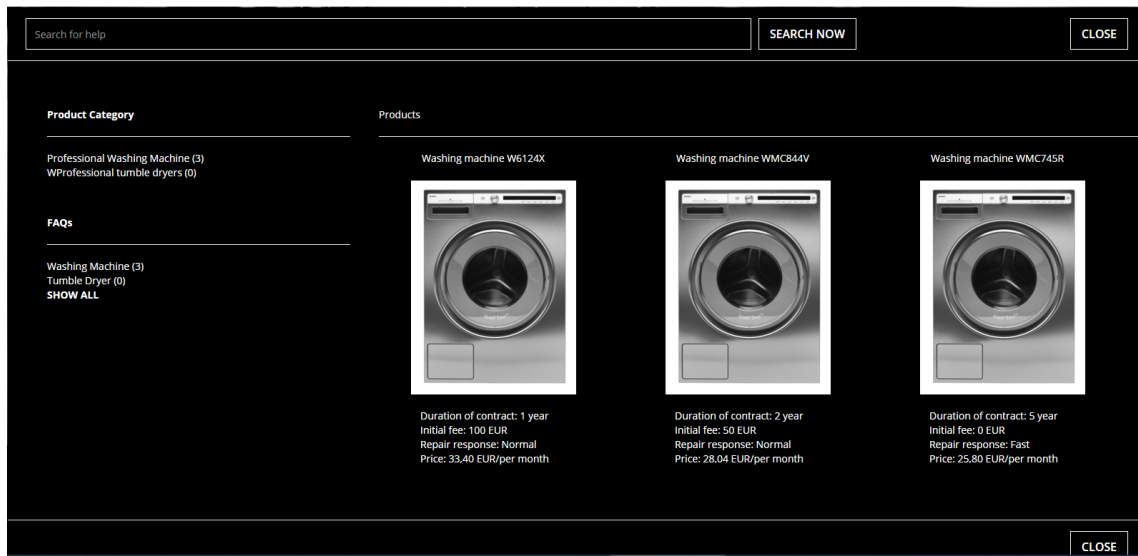 Search for help
SEARCH NOW
CLOSE
Product Category
Professional Washing Machine (3)
WProfessional tumble dryers (0)
FAQs
Washing Machine (3)
Tumble Dryer (0)
SHOW ALL
Products
Washing machine W6124X
Duration of contract: 1 year
Initial fee: 100 EUR
Repair response: Normal
Price: 33,40 EUR/per month
Washing machine WMC844V
Duration of contract: 2 year
Initial fee: 50 EUR
Repair response: Normal
Price: 28,04 EUR/per month
Washing machine WMC745R
Duration of contract: 5 year
Initial fee: 0 EUR
Repair response: Fast
Price: 25,80 EUR/per month
CLOSE